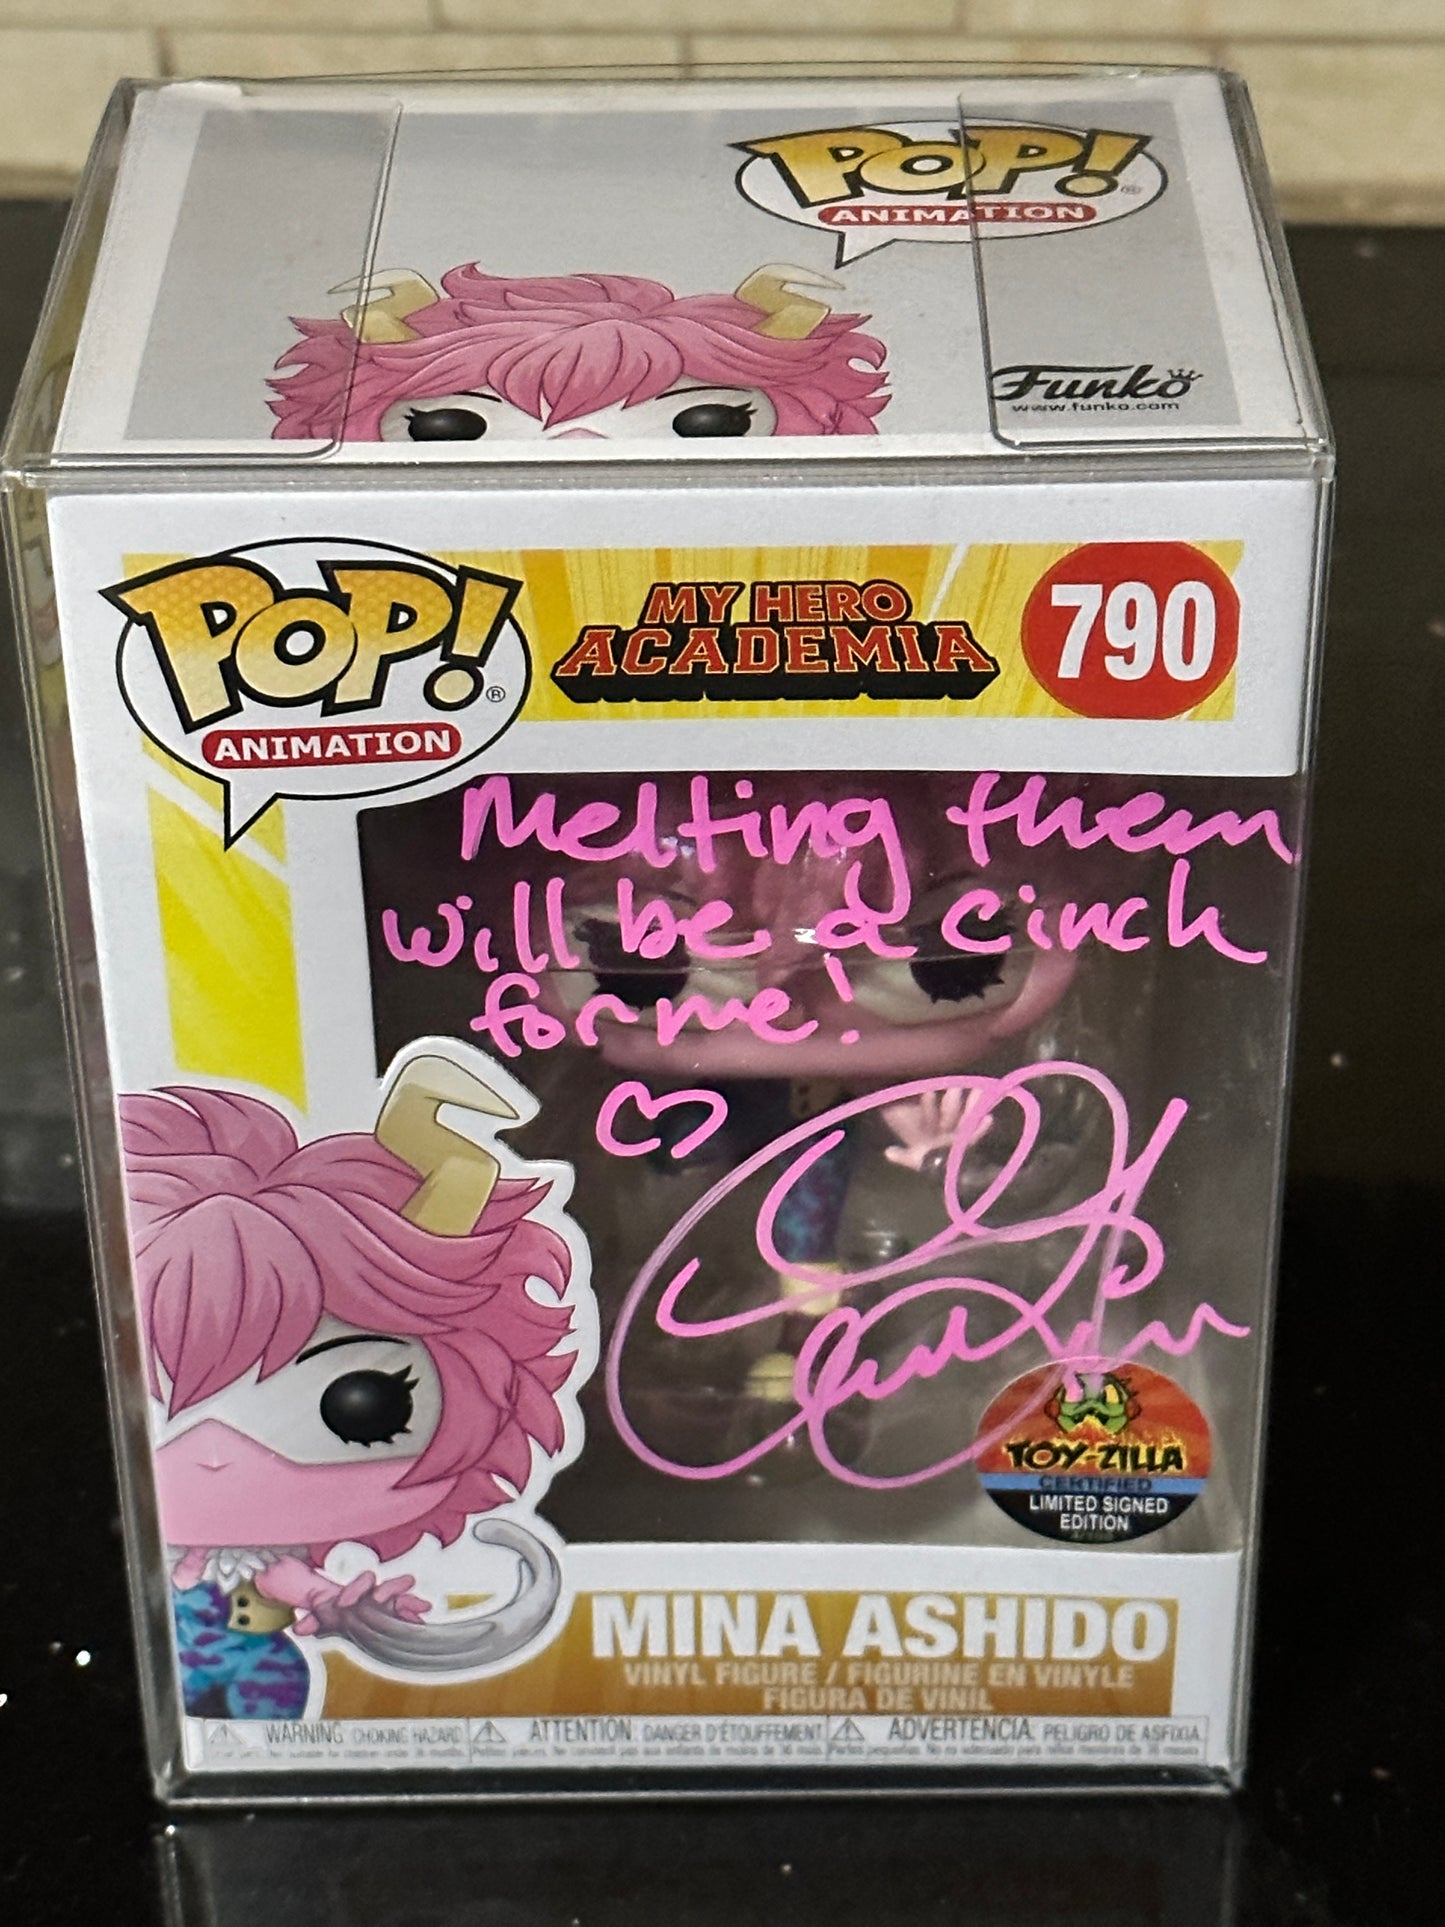 POP!
ANIMATION
Funko
www.funko.com
POP!
ANIMATION
MY HERO
ACADEMIA
790
Melting them
will be a cinch
for me!
TOY-ZILLA
CERTIFIED
LIMITED SIGNED
EDITION
MINA ASHIDO
VINYL FIGURE / FIGURINE EN VINYLE
FIGURA DE VINIL
WARNING: CHOKING HAZARD
ATTENTION: DANGER D'ÉTOUFFEMENT
ADVERTENCIA: PELIGRO DE ASFIXIA